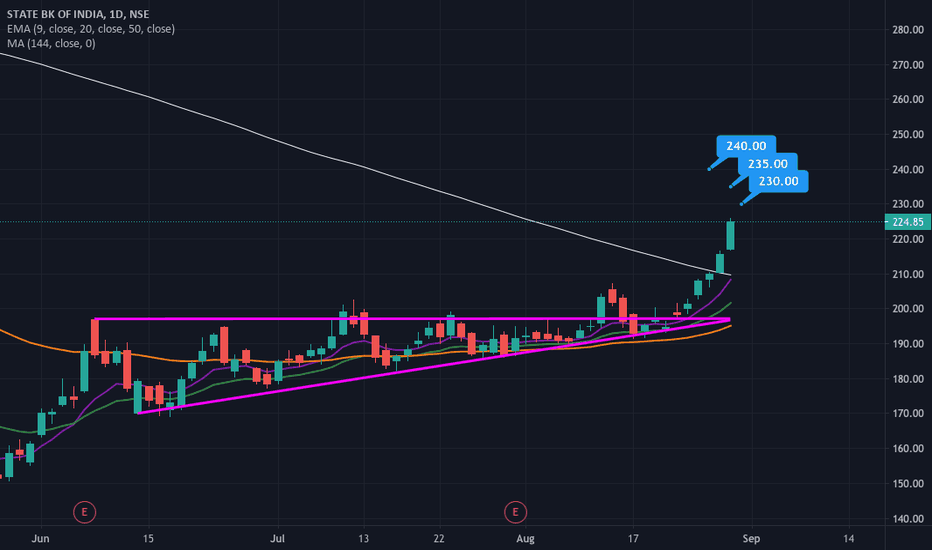 STATE BK OF INDIA, 1D, NSE
EMA (9, close, 20, close, 50, close)
MA (144, close, 0)
280.00
270.00
260.00
250.00
240.00
240.00
235.00
230.00
230.00
224.85
220.00
210.00
200.00
190.00
180.00
170.00
160.00
150.00
140.00
E
E
Jun
15
Jul
13
22
Aug
17
Sep
14